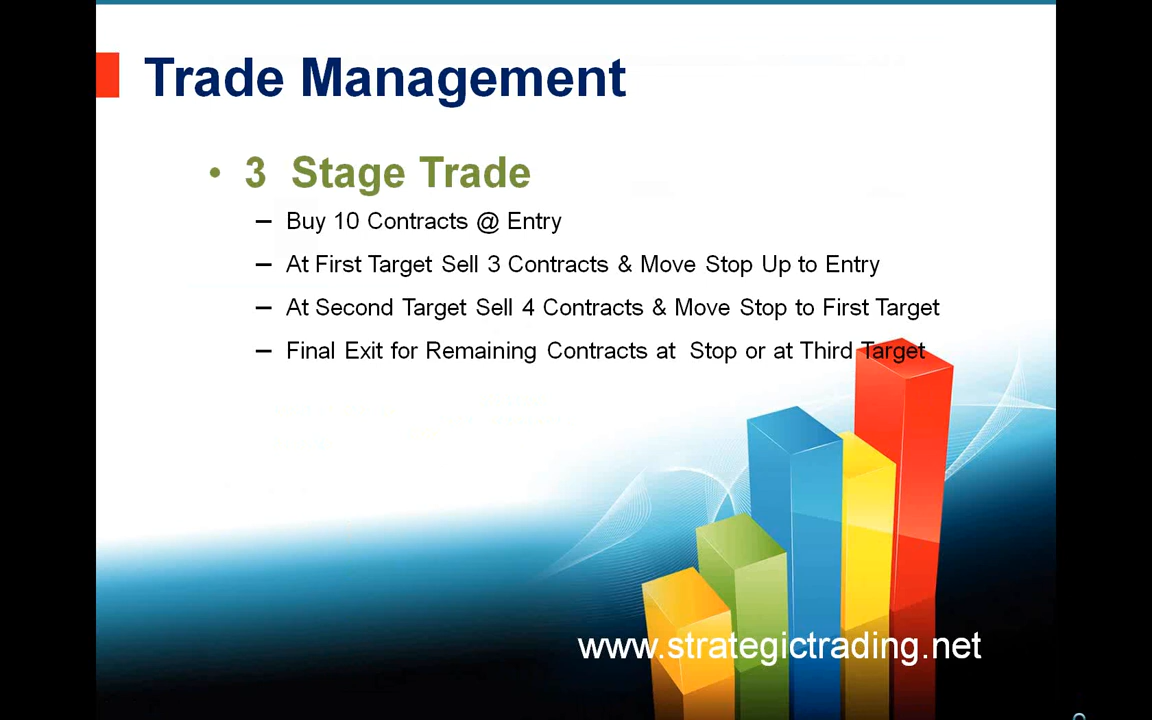 Trade Management
• 3 Stage Trade
– Buy 10 Contracts @ Entry
– At First Target Sell 3 Contracts & Move Stop Up to Entry
– At Second Target Sell 4 Contracts & Move Stop to First Target
– Final Exit for Remaining Contracts at Stop or at Third Target
www.strategictrading.net